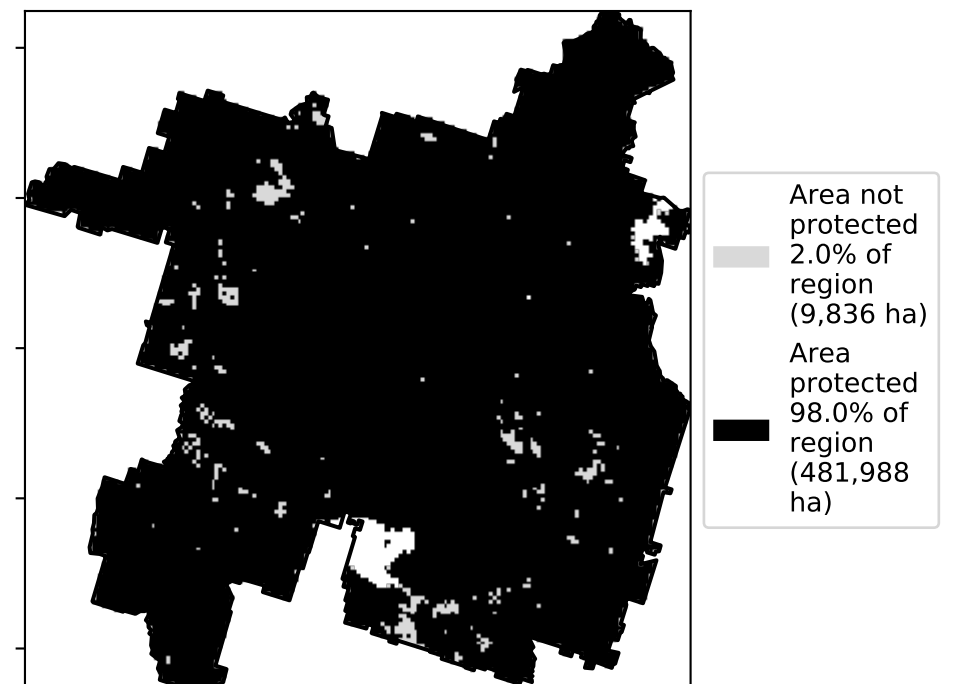 Area not
protected
2.0% of
region
(9,836 ha)
Area
protected
98.0% of
region
(481,988
ha)